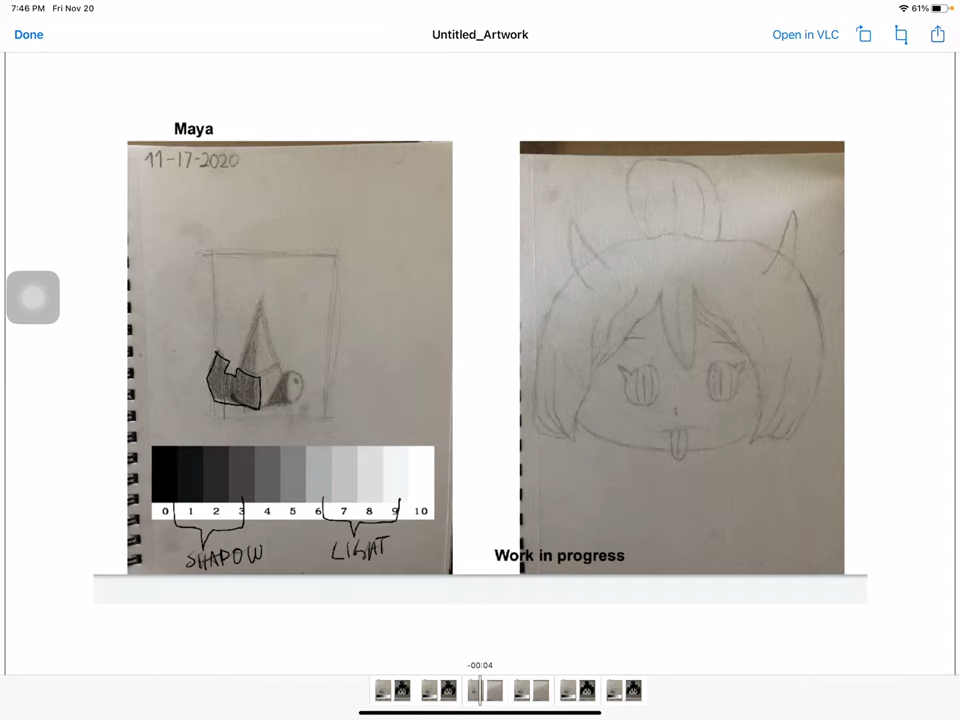 7:46 PM Fri Nov 20
61%
Done
Untitled_Artwork
Open in VLC
Maya
11-17-2020
0 1 2 3 4 5 6 7 8 9 10
SHADOW
LIGHT
Work in progress
-00:04